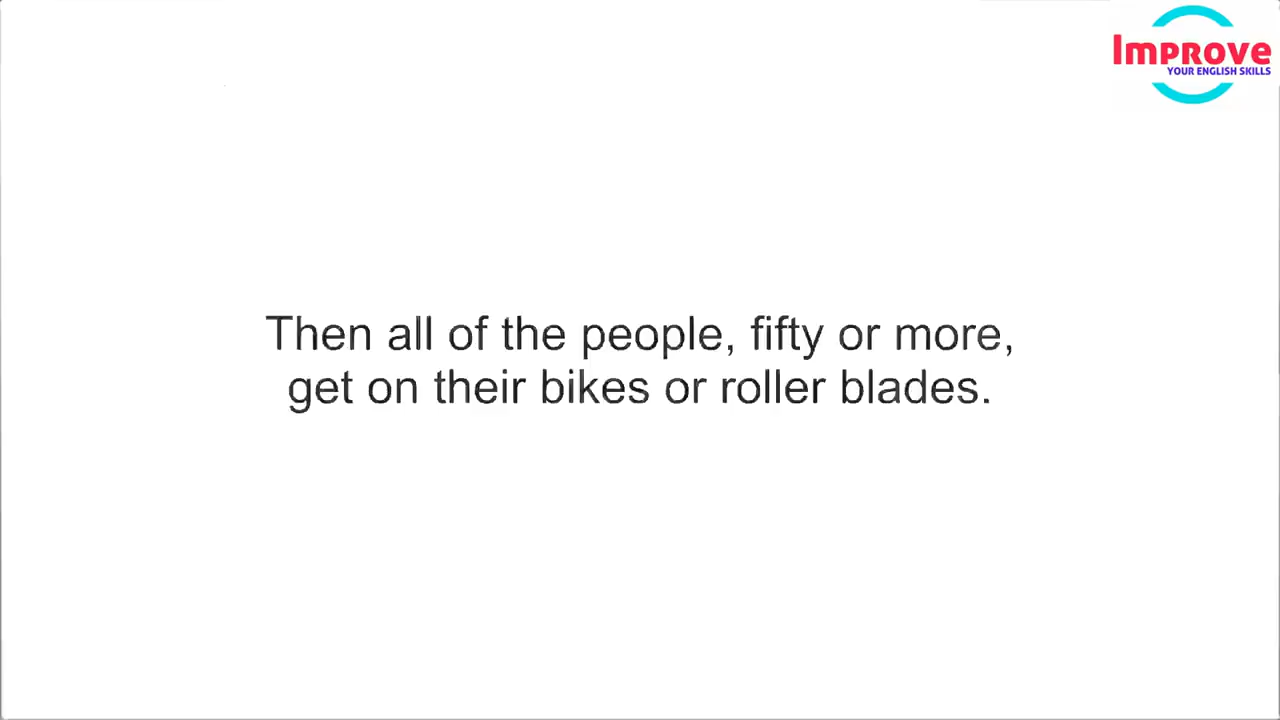 Improve
YOUR ENGLISH SKILLS
Then all of the people, fifty or more,
get on their bikes or roller blades.